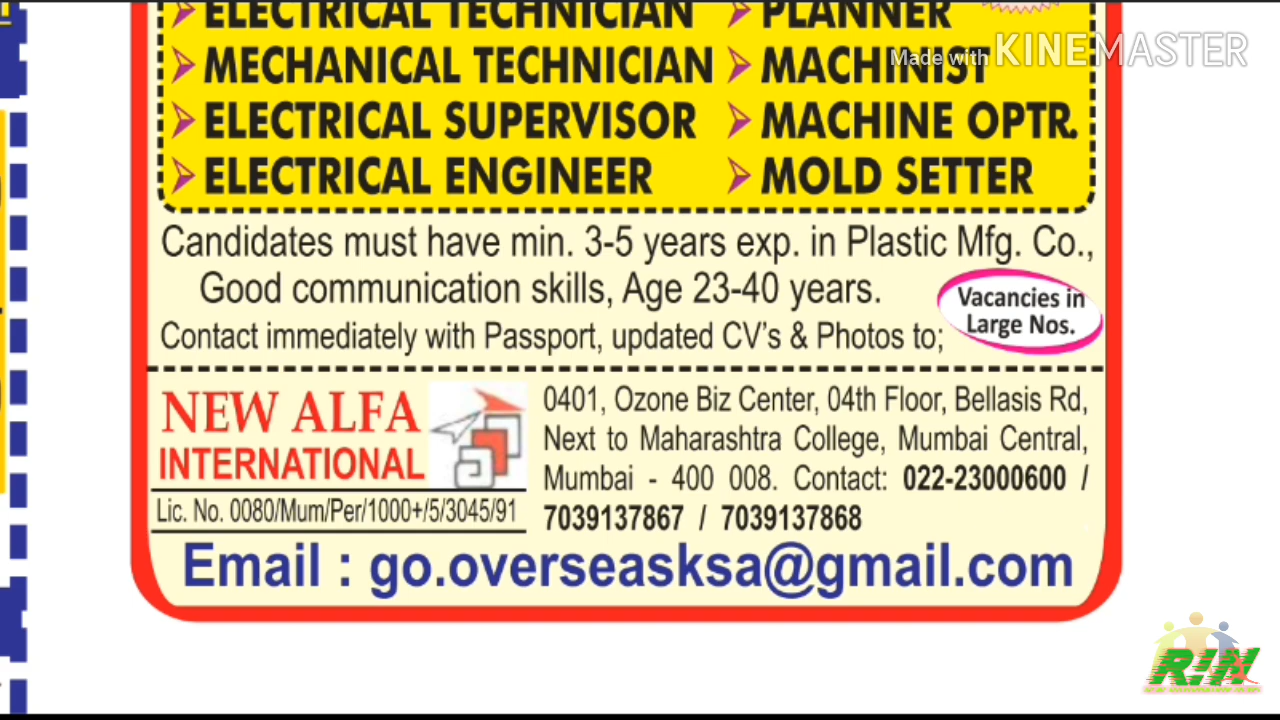 ➢ ELECTRICAL TECHNICIAN ➢ PLANNER
➢ MECHANICAL TECHNICIAN ➢ MACHINIST
➢ ELECTRICAL SUPERVISOR ➢ MACHINE OPTR.
➢ ELECTRICAL ENGINEER ➢ MOLD SETTER
Made with KINEMASTER
Candidates must have min. 3-5 years exp. in Plastic Mfg. Co.,
Good communication skills, Age 23-40 years.
Vacancies in
Large Nos.
Contact immediately with Passport, updated CV's & Photos to;
NEW ALFA
INTERNATIONAL
Lic. No. 0080/Mum/Per/1000+/5/3045/91
0401, Ozone Biz Center, 04th Floor, Bellasis Rd,
Next to Maharashtra College, Mumbai Central,
Mumbai - 400 008. Contact: 022-23000600 /
7039137867 / 7039137868
Email : go.overseasksa@gmail.com
RIN